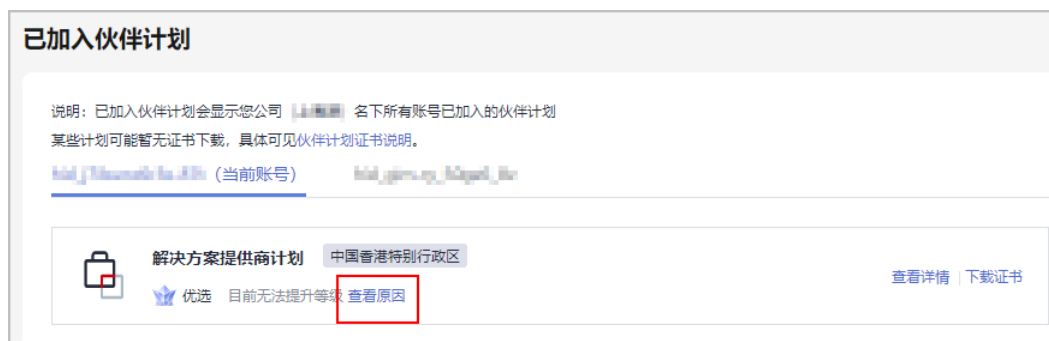 已加入伙伴计划
说明：已加入伙伴计划会显示您公司 名下所有账号已加入的伙伴计划
某些计划可能暂无证书下载，具体可见伙伴计划证书说明。
（当前账号）
解决方案提供商计划 中国香港特别行政区
优选 目前无法提升等级 查看原因
查看详情 下载证书